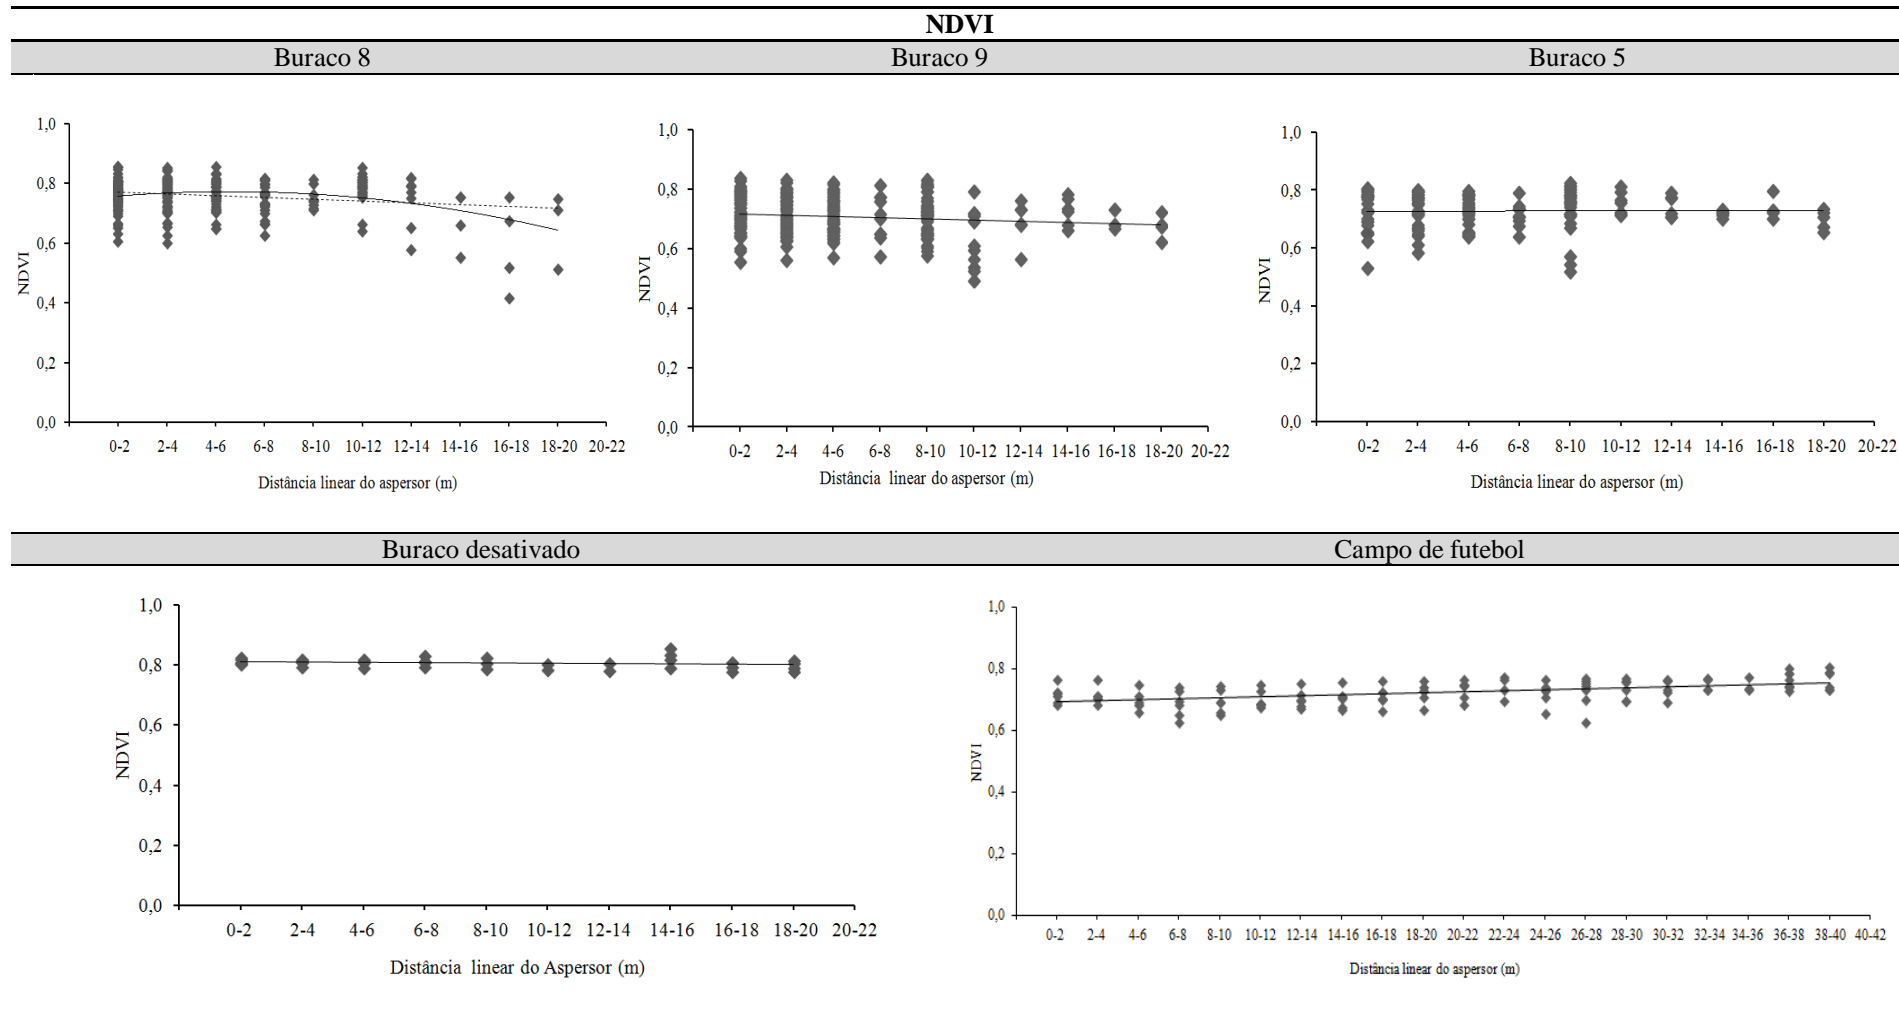 NDVI
Buraco 8
Buraco 9
Buraco 5
1,0
0,8
0,6
0,4
0,2
0,0
NDVI
0-2 2-4 4-6 6-8 8-10 10-12 12-14 14-16 16-18 18-20 20-22
Distância linear do aspersor (m)
1,0
0,8
0,6
0,4
0,2
0,0
NDVI
0-2 2-4 4-6 6-8 8-10 10-12 12-14 14-16 16-18 18-20 20-22
Distância linear do aspersor (m)
1,0
0,8
0,6
0,4
0,2
0,0
NDVI
0-2 2-4 4-6 6-8 8-10 10-12 12-14 14-16 16-18 18-20 20-22
Distância linear do aspersor (m)
Buraco desativado
Campo de futebol
1,0
0,8
0,6
0,4
0,2
0,0
NDVI
0-2 2-4 4-6 6-8 8-10 10-12 12-14 14-16 16-18 18-20 20-22
Distância linear do Aspersor (m)
1,0
0,8
0,6
0,4
0,2
0,0
NDVI
0-2 2-4 4-6 6-8 8-10 10-12 12-14 14-16 16-18 18-20 20-22 22-24 24-26 26-28 28-30 30-32 32-34 34-36 36-38 38-40 40-42
Distância linear do aspersor (m)